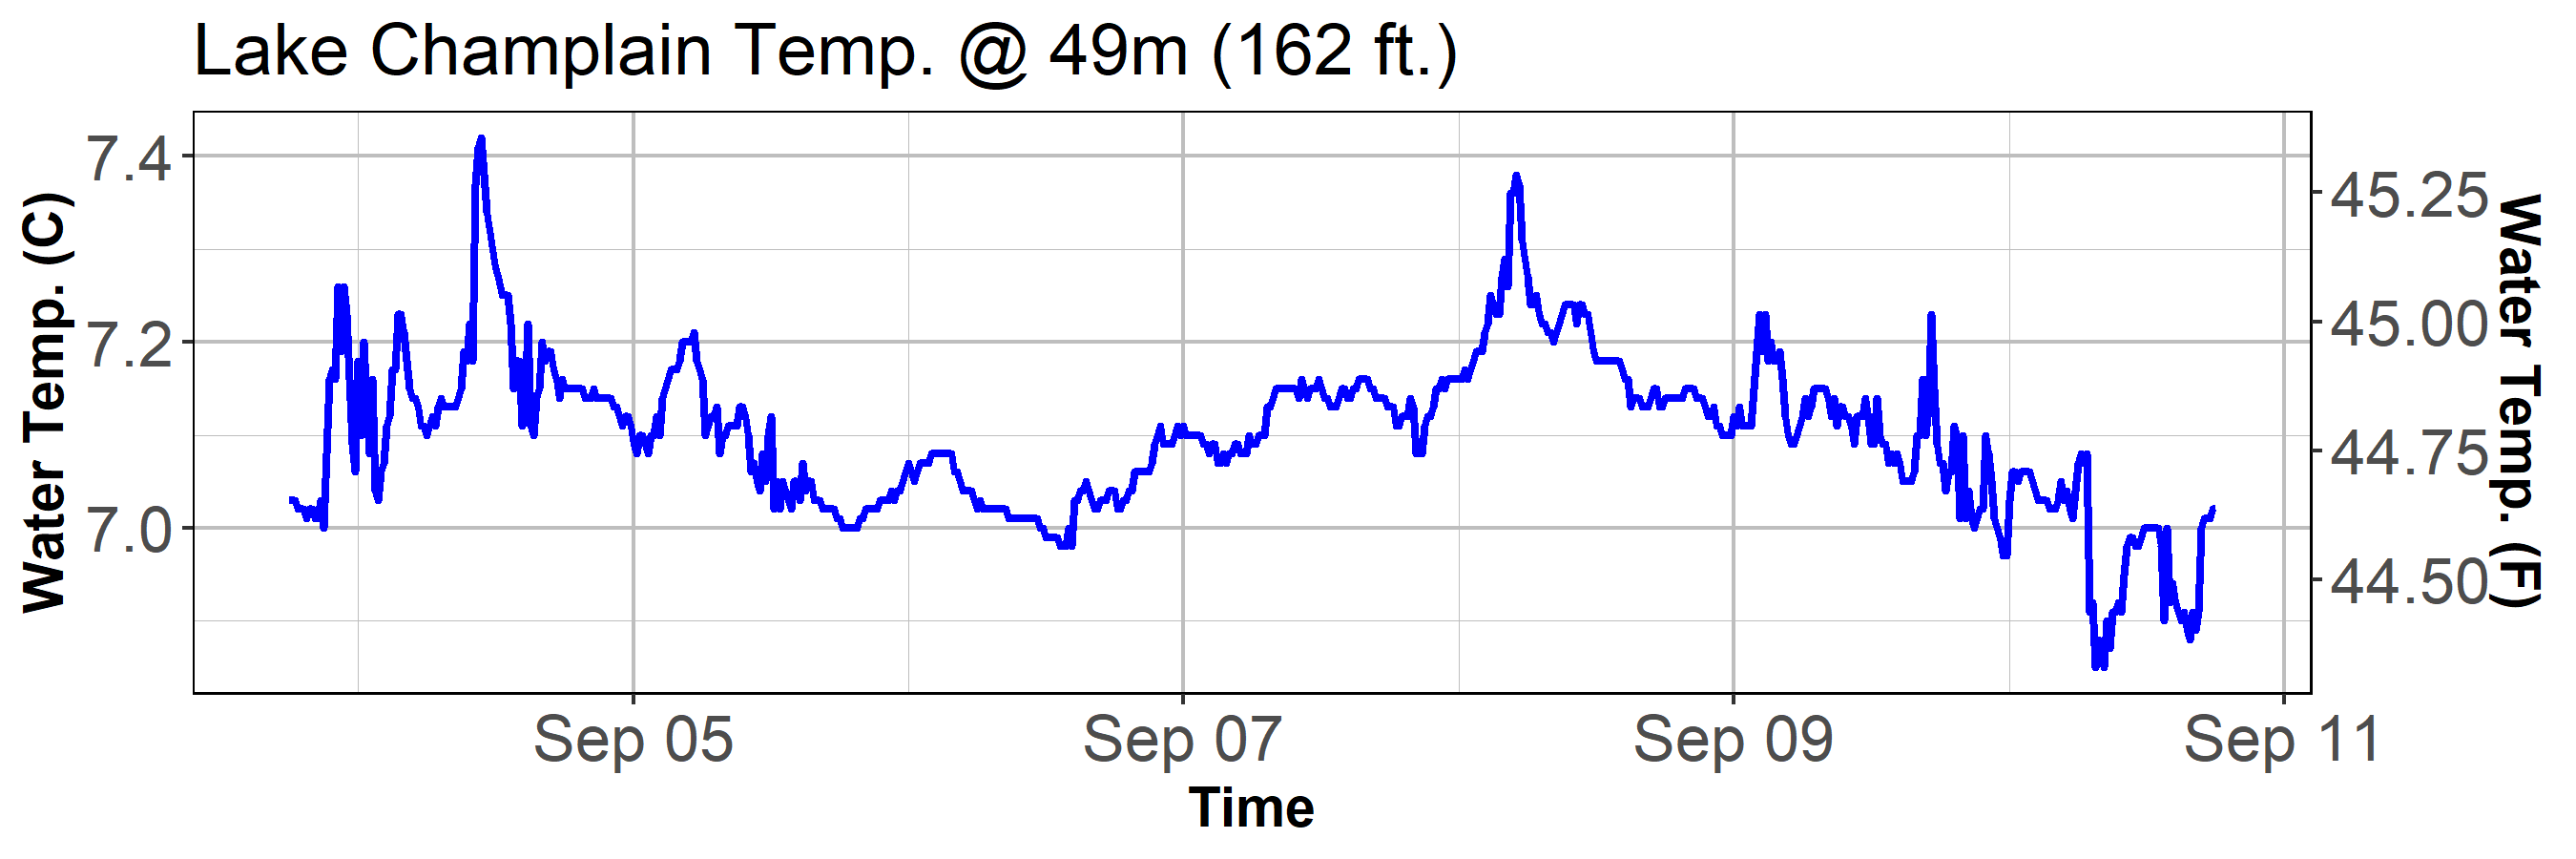 Lake Champlain Temp. @ 49m (162 ft.)
Water Temp. (C)
7.4
7.2
7.0
45.25
45.00
44.75
44.50
Water Temp. (F)
Sep 05 Sep 07 Sep 09 Sep 11
Time